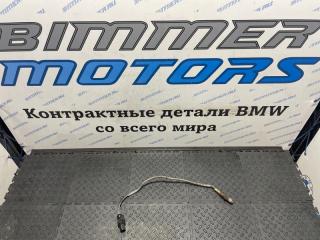 BIMMER
MOTORS
Контрактные детали BMW
со всего мира